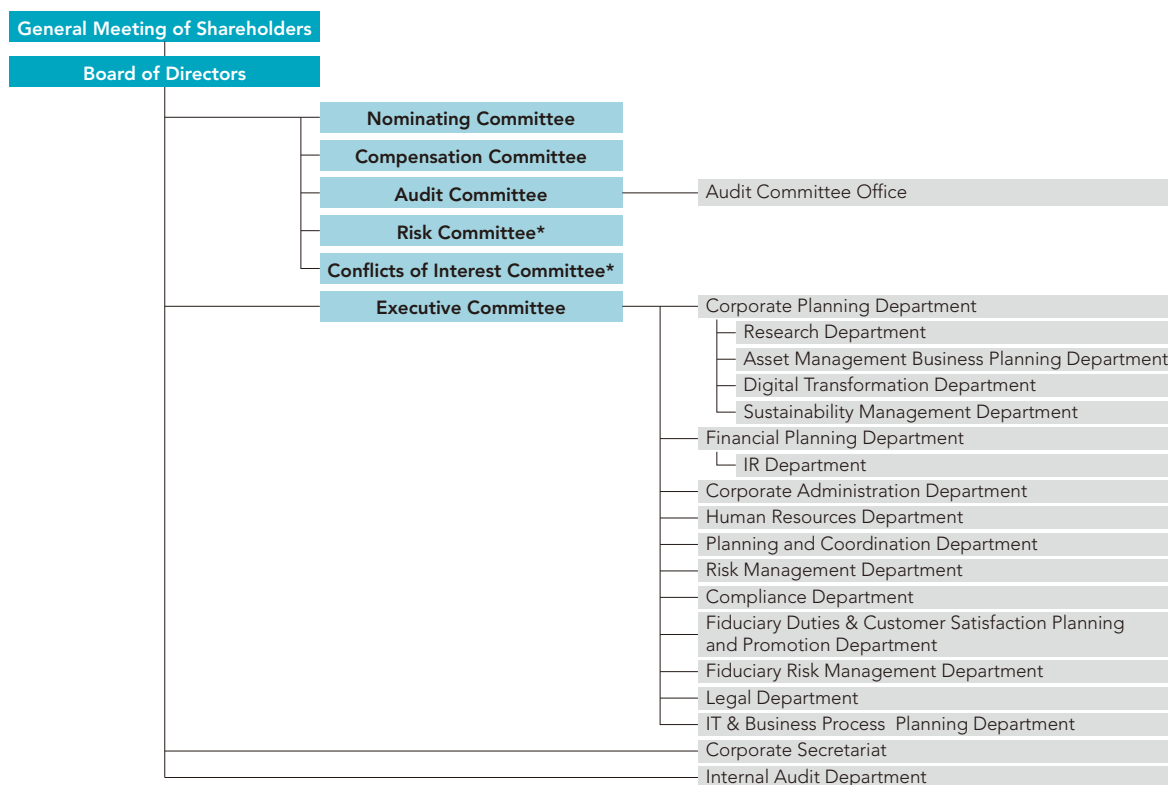 General Meeting of Shareholders
Board of Directors
Nominating Committee
Compensation Committee
Audit Committee
Audit Committee Office
Risk Committee*
Conflicts of Interest Committee*
Executive Committee
Corporate Planning Department
Research Department
Asset Management Business Planning Department
Digital Transformation Department
Sustainability Management Department
Financial Planning Department
IR Department
Corporate Administration Department
Human Resources Department
Planning and Coordination Department
Risk Management Department
Compliance Department
Fiduciary Duties & Customer Satisfaction Planning
and Promotion Department
Fiduciary Risk Management Department
Legal Department
IT & Business Process Planning Department
Corporate Secretariat
Internal Audit Department